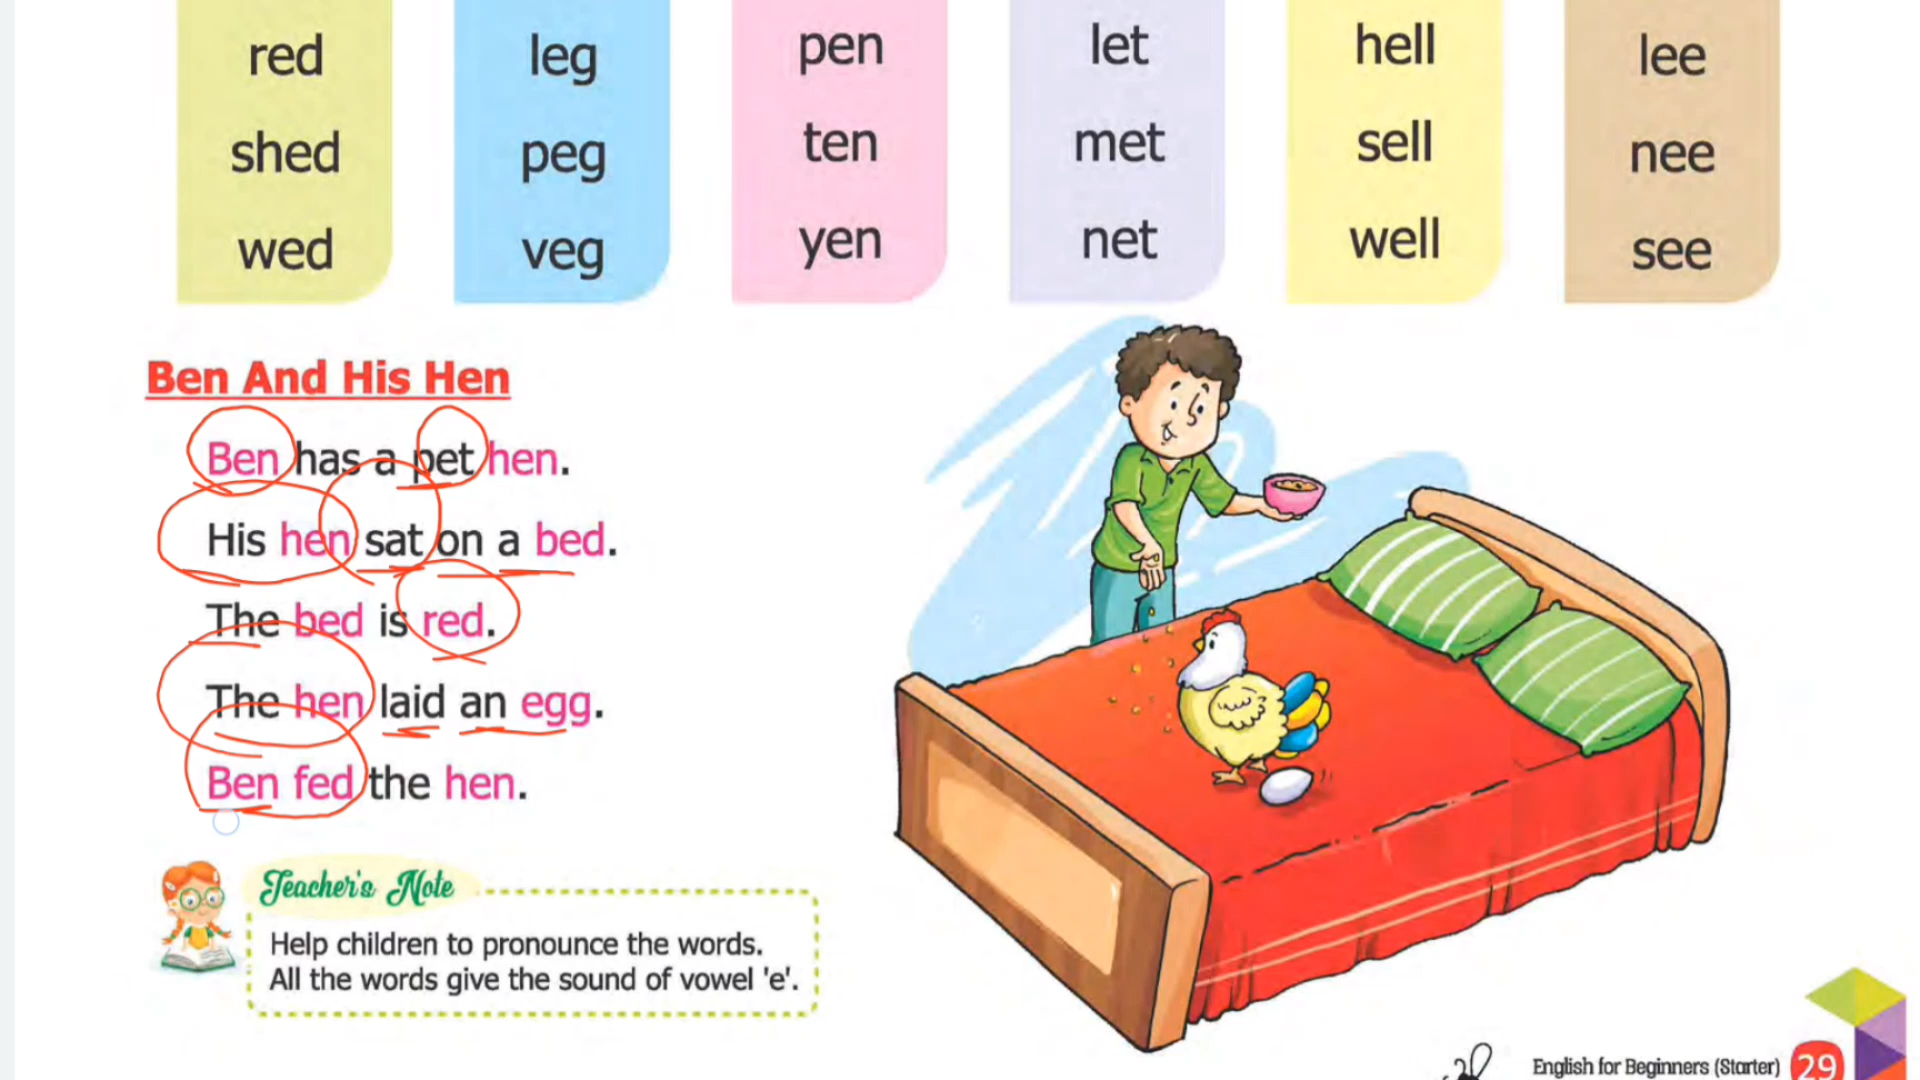 red leg pen let hell lee
shed peg ten met sell nee
wed veg yen net well see
Ben And His Hen
Ben has a pet hen.
His hen sat on a bed.
The bed is red.
The hen laid an egg.
Ben fed the hen.
Teacher's Note
Help children to pronounce the words.
All the words give the sound of vowel 'e'.
English for Beginners (Starter) 29